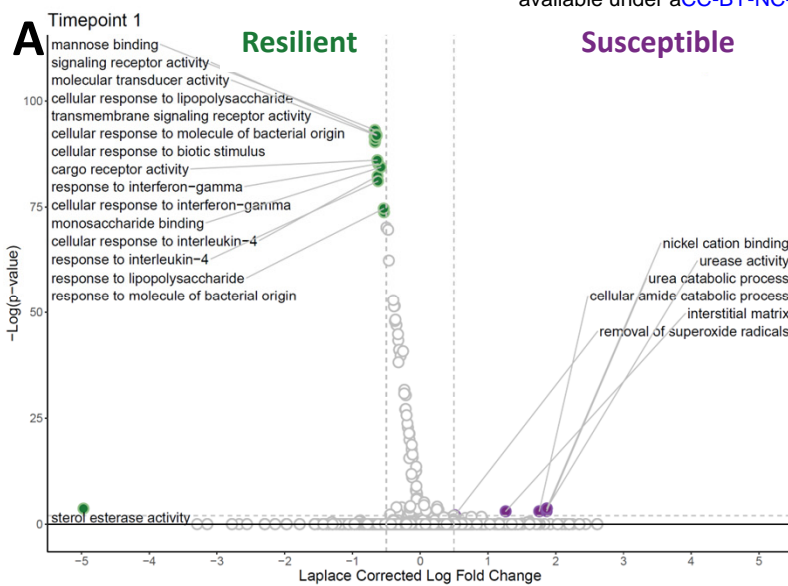 available under aCC-BY-NC-
Timepoint 1
A
Resilient
Susceptible
mannose binding
signaling receptor activity
molecular transducer activity
cellular response to lipopolysaccharide
transmembrane signaling receptor activity
cellular response to molecule of bacterial origin
cellular response to biotic stimulus
cargo receptor activity
response to interferon-gamma
cellular response to interferon-gamma
monosaccharide binding
cellular response to interleukin-4
response to interleukin-4
response to lipopolysaccharide
response to molecule of bacterial origin
nickel cation binding
urease activity
urea catabolic process
cellular amide catabolic process
interstitial matrix
removal of superoxide radicals
sterol esterase activity
−Log(p-value)
100
75
50
25
0
−5 −4 −3 −2 −1 0 1 2 3 4 5
Laplace Corrected Log Fold Change